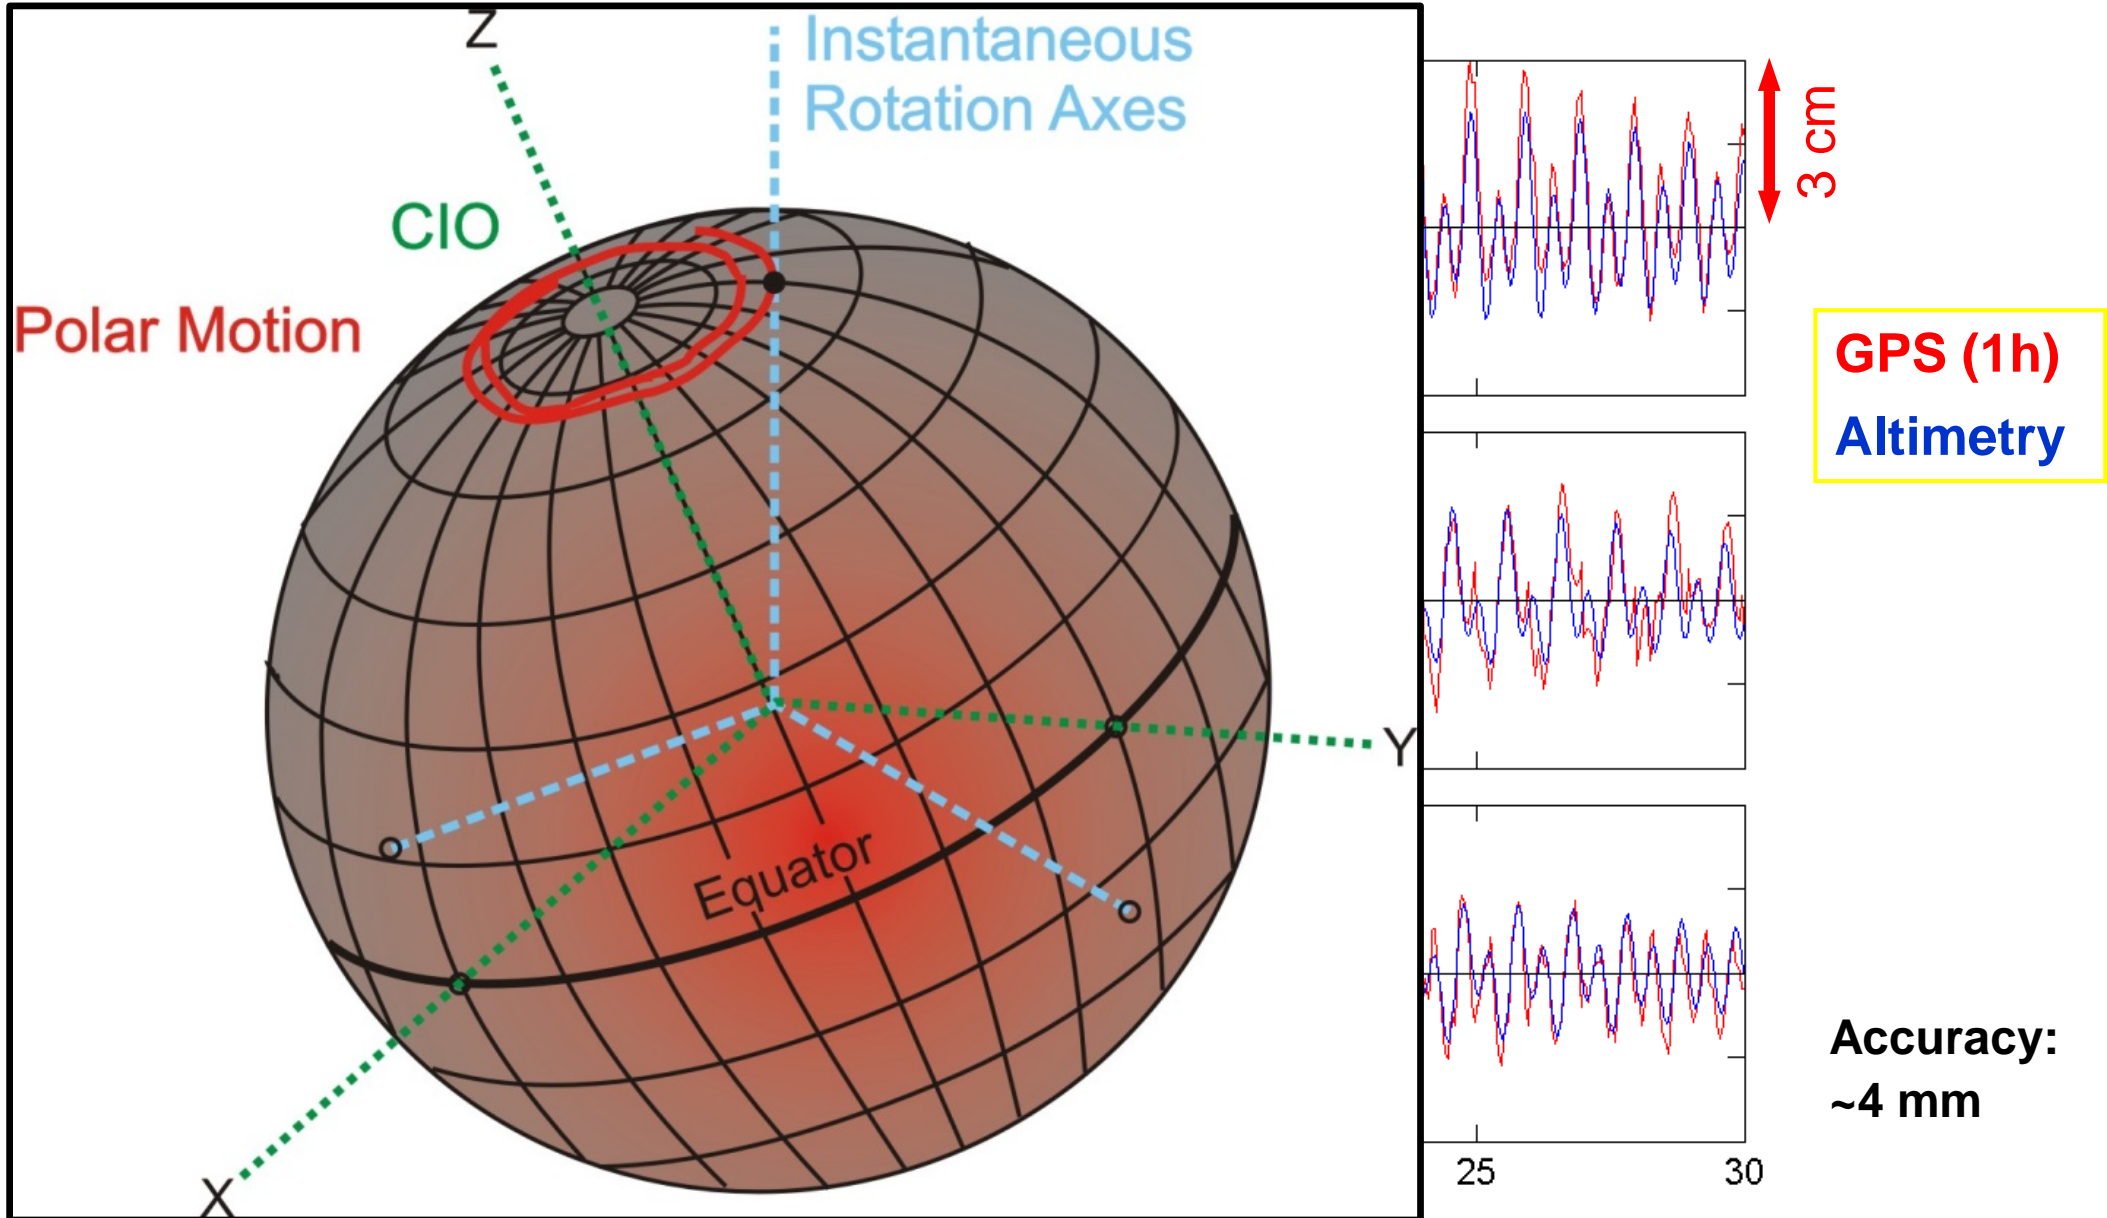 Z
Instantaneous
Rotation Axes
CIO
Polar Motion
Equator
Y
X
3 cm
GPS (1h)
Altimetry
Accuracy:
~4 mm
25
30